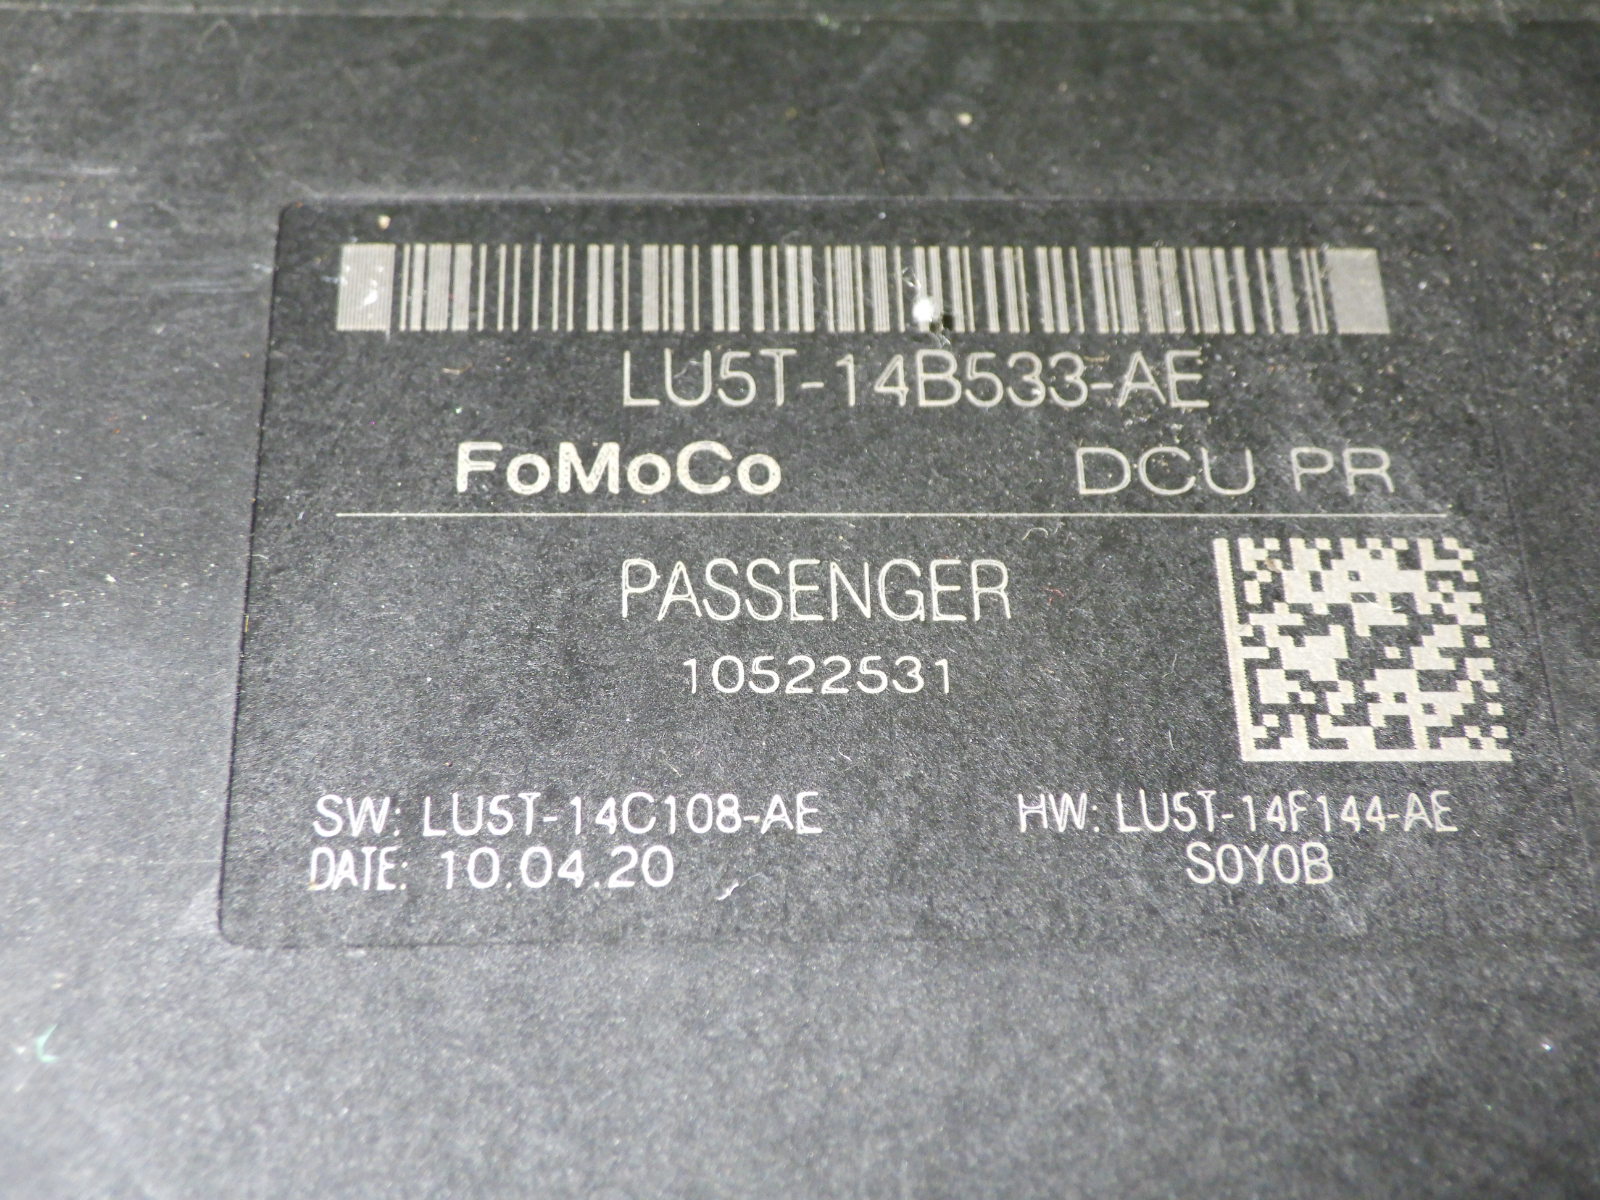 LU5T-14B533-AE
FoMoCo DCU PR
PASSENGER
10522531
SW: LU5T-14C108-AE HW: LU5T-14F144-AE
DATE: 10.04.20 S0Y0B